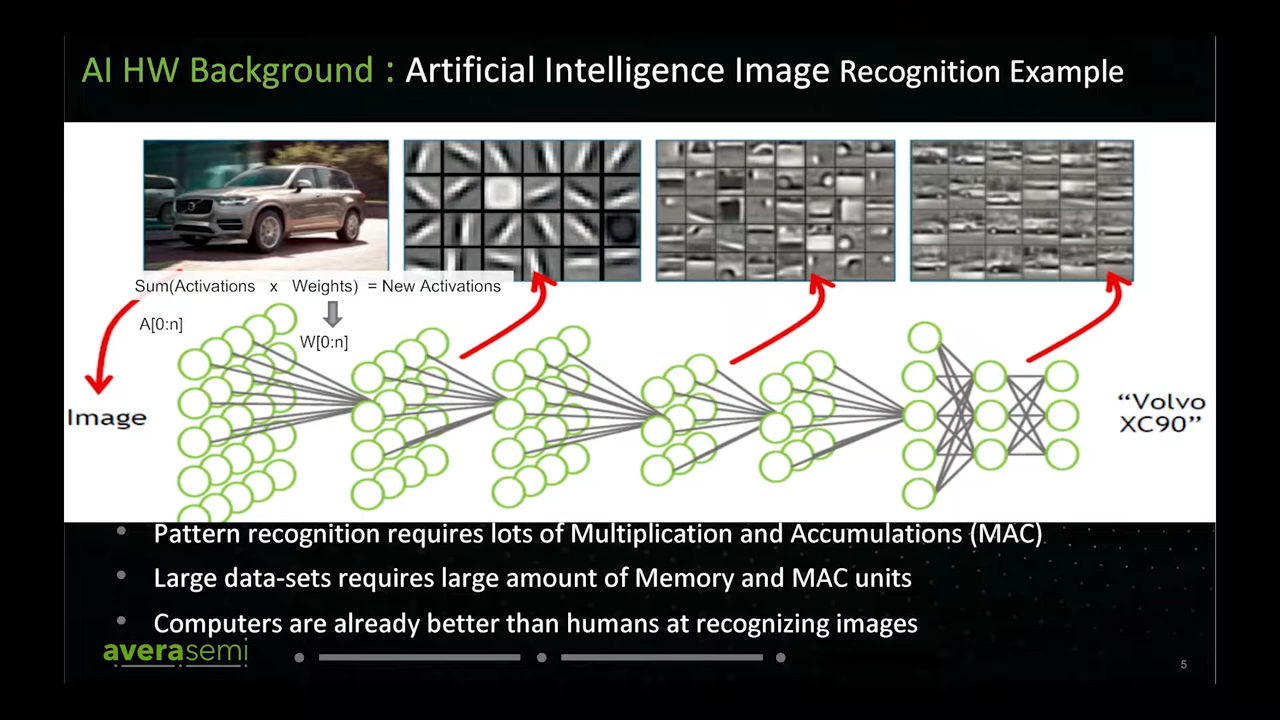 AI HW Background : Artificial Intelligence Image Recognition Example
Sum(Activations x Weights) = New Activations
A[0:n]
W[0:n]
Image
“Volvo
XC90”
• Pattern recognition requires lots of Multiplication and Accumulations (MAC)
• Large data-sets requires large amount of Memory and MAC units
• Computers are already better than humans at recognizing images
averasemi
5